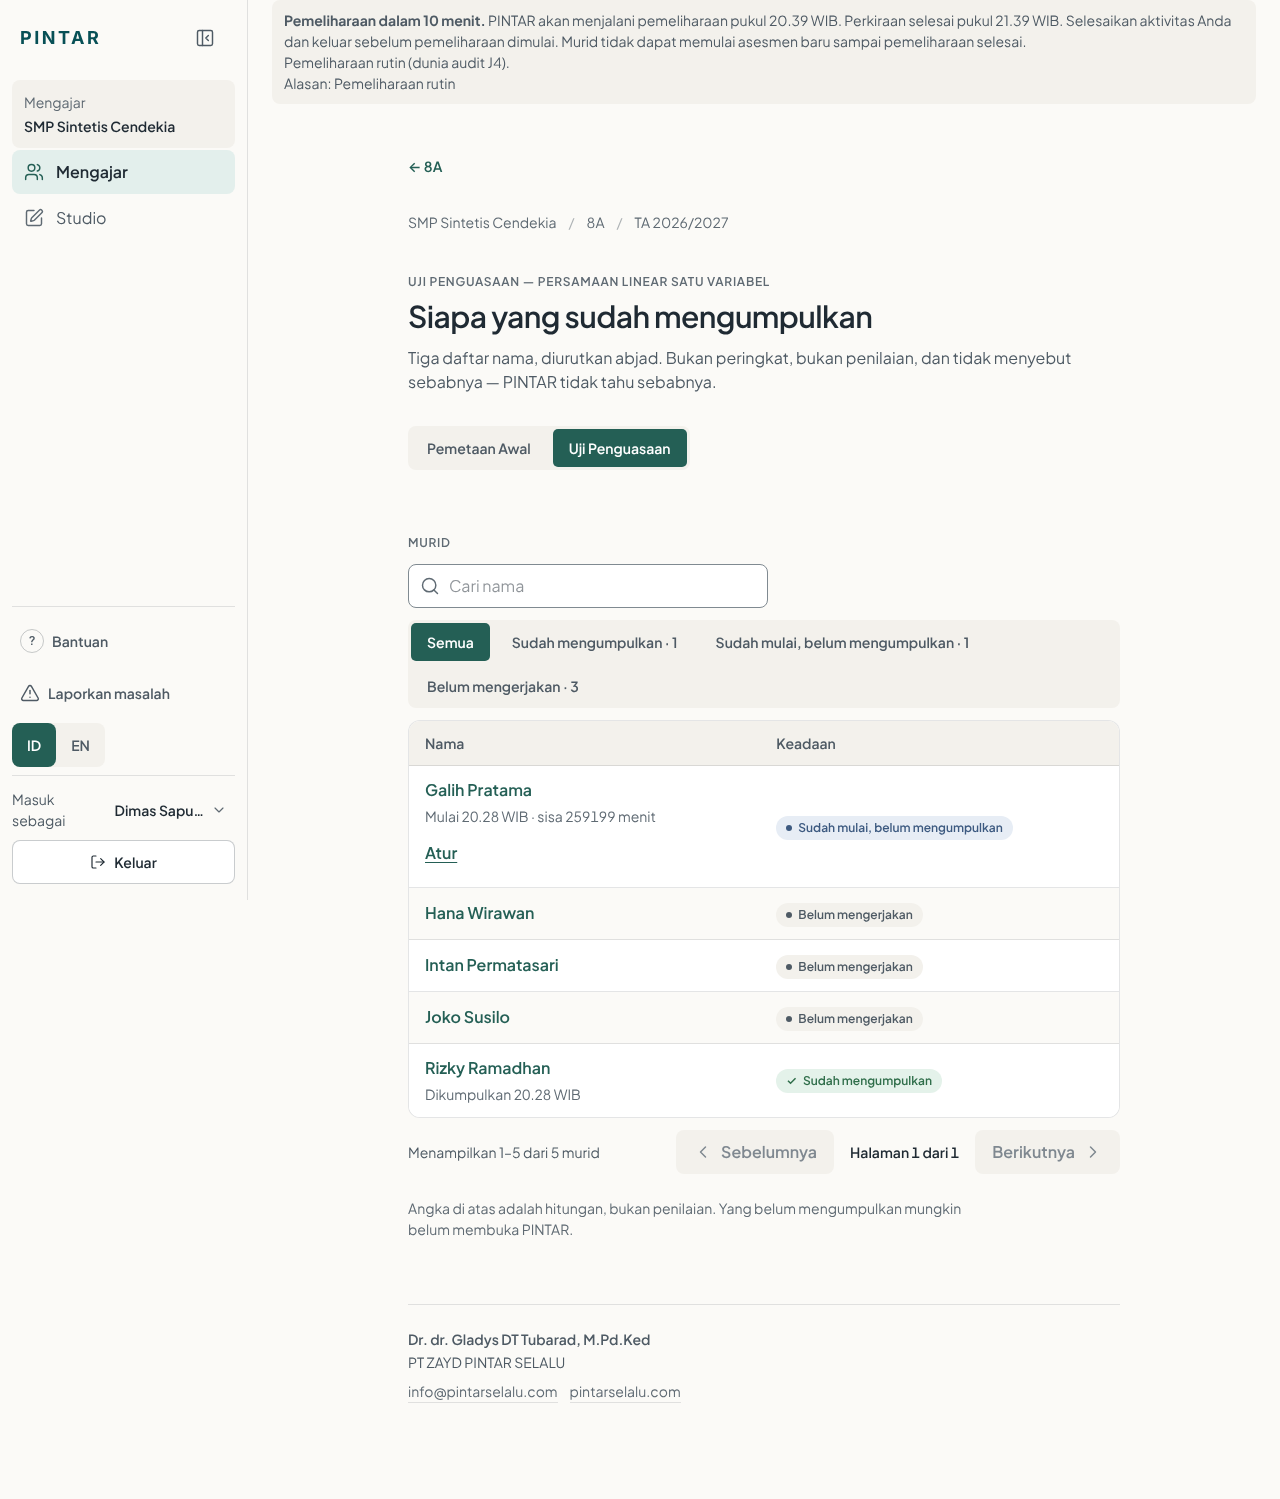 PINTAR
Mengajar
SMP Sintetis Cendekia
Mengajar
Studio
? Bantuan
Laporkan masalah
ID EN
Masuk sebagai
Dimas Sapu...
Keluar
Pemeliharaan dalam 10 menit. PINTAR akan menjalani pemeliharaan pukul 20.39 WIB. Perkiraan selesai pukul 21.39 WIB. Selesaikan aktivitas Anda
dan keluar sebelum pemeliharaan dimulai. Murid tidak dapat memulai asesmen baru sampai pemeliharaan selesai.
Pemeliharaan rutin (dunia audit J4).
Alasan: Pemeliharaan rutin
← 8A
SMP Sintetis Cendekia / 8A / TA 2026/2027
UJI PENGUASAAN — PERSAMAAN LINEAR SATU VARIABEL
Siapa yang sudah mengumpulkan
Tiga daftar nama, diurutkan abjad. Bukan peringkat, bukan penilaian, dan tidak menyebut
sebabnya — PINTAR tidak tahu sebabnya.
Pemetaan Awal Uji Penguasaan
MURID
Cari nama
Semua Sudah mengumpulkan · 1 Sudah mulai, belum mengumpulkan · 1
Belum mengerjakan · 3
Nama Keadaan
Galih Pratama
Mulai 20.28 WIB · sisa 259199 menit
Atur
Sudah mulai, belum mengumpulkan
Hana Wirawan Belum mengerjakan
Intan Permatasari Belum mengerjakan
Joko Susilo Belum mengerjakan
Rizky Ramadhan
Dikumpulkan 20.28 WIB
Sudah mengumpulkan
Menampilkan 1–5 dari 5 murid Sebelumnya Halaman 1 dari 1 Berikutnya
Angka di atas adalah hitungan, bukan penilaian. Yang belum mengumpulkan mungkin
belum membuka PINTAR.
Dr. dr. Gladys DT Tubarad, M.Pd.Ked
PT ZAYD PINTAR SELALU
info@pintarselalu.com pintarselalu.com